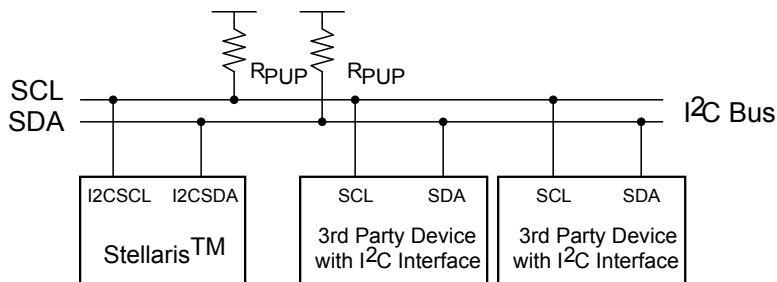 RPUP RPUP
SCL
SDA
I²C Bus
I2CSCL I2CSDA SCL SDA SCL SDA
Stellaris™
3rd Party Device
with I²C Interface
3rd Party Device
with I²C Interface